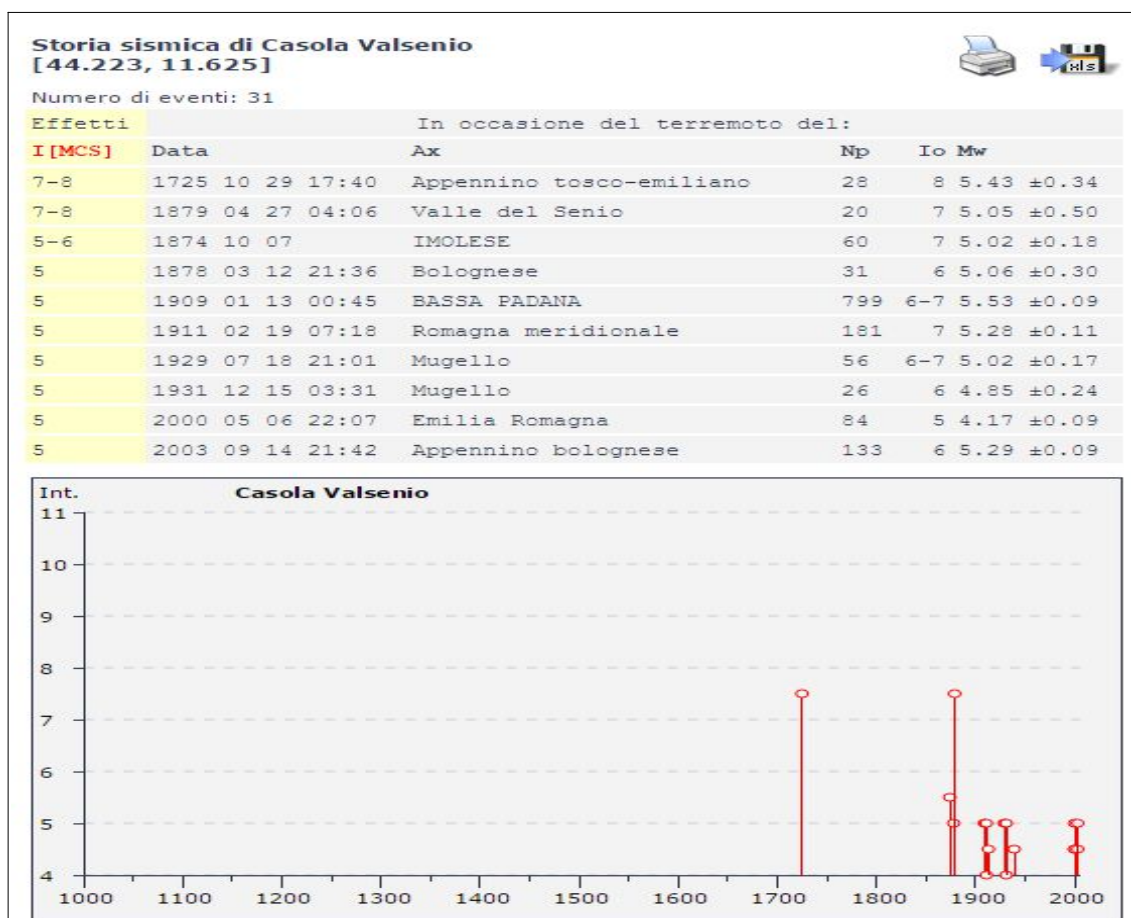 Storia sismica di Casola Valsenio
[44.223, 11.625]
xls
Numero di eventi: 31
Effetti In occasione del terremoto del:
I[MCS] Data Ax Np Io Mw
7-8 1725 10 29 17:40 Appennino tosco-emiliano 28 8 5.43 ±0.34
7-8 1879 04 27 04:06 Valle del Senio 20 7 5.05 ±0.50
5-6 1874 10 07 IMOLESE 60 7 5.02 ±0.18
5 1878 03 12 21:36 Bolognese 31 6 5.06 ±0.30
5 1909 01 13 00:45 BASSA PADANA 799 6-7 5.53 ±0.09
5 1911 02 19 07:18 Romagna meridionale 181 7 5.28 ±0.11
5 1929 07 18 21:01 Mugello 56 6-7 5.02 ±0.17
5 1931 12 15 03:31 Mugello 26 6 4.85 ±0.24
5 2000 05 06 22:07 Emilia Romagna 84 5 4.17 ±0.09
5 2003 09 14 21:42 Appennino bolognese 133 6 5.29 ±0.09
Int. Casola Valsenio
11
10
9
8
7
6
5
4
1000 1100 1200 1300 1400 1500 1600 1700 1800 1900 2000